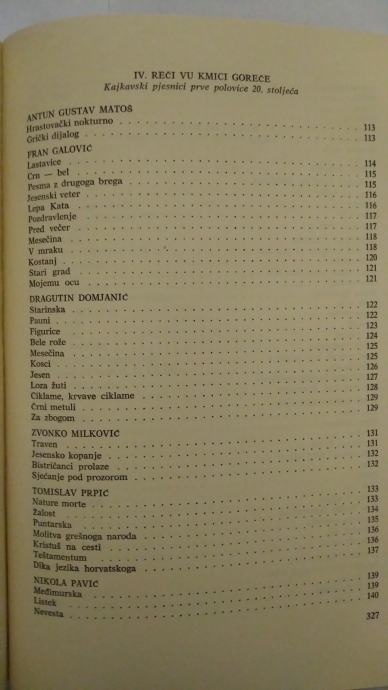 IV. REČI VU KMICI GOREČE
Kajkavski pjesnici prve polovice 20. stoljeća
ANTUN GUSTAV MATOŠ
Hrastovački nokturno 113
Grički dijalog 113
FRAN GALOVIĆ
Lastavice 114
Crn — bel 115
Pesma z drugoga brega 115
Jesenski veter 116
Lepa Kata 116
Pozdravlenje 117
Pred večer 117
Mesečina 118
V mraku 118
Kostanj 120
Stari grad 121
Mojemu ocu 121
DRAGUTIN DOMJANIĆ
Starinska 122
Pauni 122
Figurice 123
Bele rože 124
Mesečina 125
Kosci 125
Jesen 126
Loza žuti 127
Ciklame, krvave ciklame 128
Črni metuli 129
Za zbogom 129
ZVONKO MILKOVIĆ
Traven 131
Jesensko kopanje 131
Bistričanci prolaze 132
Sjećanje pod prozorom 132
TOMISLAV PRPIĆ
Nature morte 133
Žalost 133
Puntarska 134
Molitva grešnoga naroda 135
Kristuš na cesti 136
Teštamentum 136
Dika jezika horvatskoga 137
NIKOLA PAVIĆ
Međimurska 139
Listek 139
Nevesta 140
327